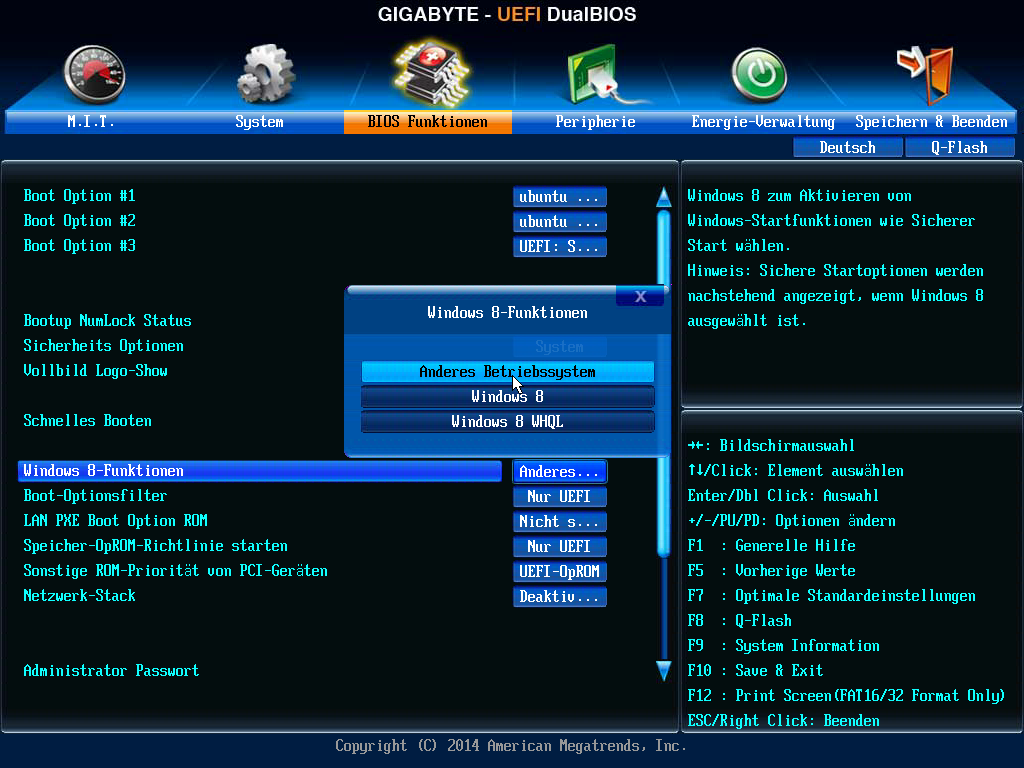 GIGABYTE - UEFI DualBIOS
M.I.T. System BIOS Funktionen Peripherie Energie-Verwaltung Speichern & Beenden
Deutsch Q-Flash
Boot Option #1 ubuntu ...
Boot Option #2 ubuntu ...
Boot Option #3 UEFI: S...
Bootup NumLock Status
Sicherheits Optionen System
Vollbild Logo-Show
Schnelles Booten
X
Windows 8-Funktionen
Anderes Betriebssystem
Windows 8
Windows 8 WHQL
Windows 8-Funktionen Anderes...
Boot-Optionsfilter Nur UEFI
LAN PXE Boot Option ROM Nicht s...
Speicher-OpROM-Richtlinie starten Nur UEFI
Sonstige ROM-Priorität von PCI-Geräten UEFI-OpROM
Netzwerk-Stack Deaktiv...
Administrator Passwort
Windows 8 zum Aktivieren von
Windows-Startfunktionen wie Sicherer
Start wählen.
Hinweis: Sichere Startoptionen werden
nachstehend angezeigt, wenn Windows 8
ausgewählt ist.
→←: Bildschirmauswahl
↑↓/Click: Element auswählen
Enter/Dbl Click: Auswahl
+/-/PU/PD: Optionen ändern
F1 : Generelle Hilfe
F5 : Vorherige Werte
F7 : Optimale Standardeinstellungen
F8 : Q-Flash
F9 : System Information
F10 : Save & Exit
F12 : Print Screen(FAT16/32 Format Only)
ESC/Right Click: Beenden
Copyright (C) 2014 American Megatrends, Inc.